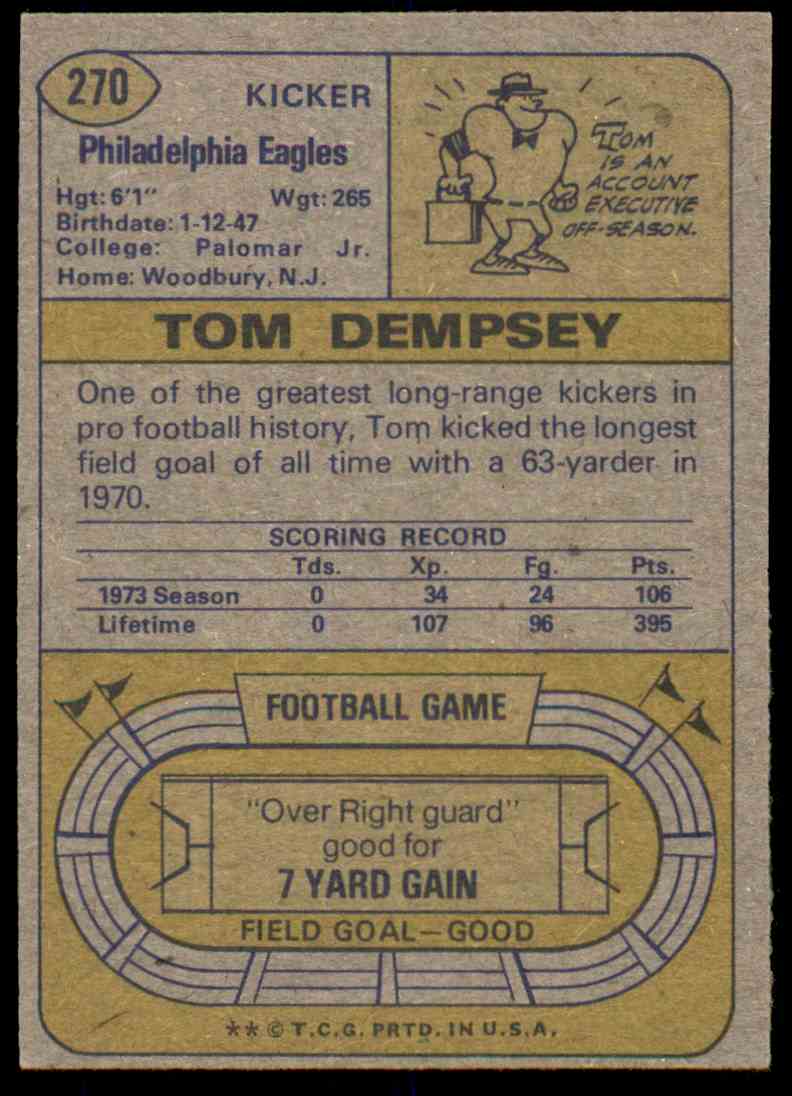 270
KICKER
Philadelphia Eagles
Hgt: 6'1" Wgt: 265
Birthdate: 1-12-47
College: Palomar Jr.
Home: Woodbury, N.J.
TOM
IS AN
ACCOUNT
EXECUTIVE
OFF-SEASON.
TOM DEMPSEY
One of the greatest long-range kickers in
pro football history, Tom kicked the longest
field goal of all time with a 63-yarder in
1970.
SCORING RECORD
Tds. Xp. Fg. Pts.
1973 Season 0 34 24 106
Lifetime 0 107 96 395
FOOTBALL GAME
"Over Right guard"
good for
7 YARD GAIN
FIELD GOAL—GOOD
** © T.C.G. PRTD. IN U.S.A.